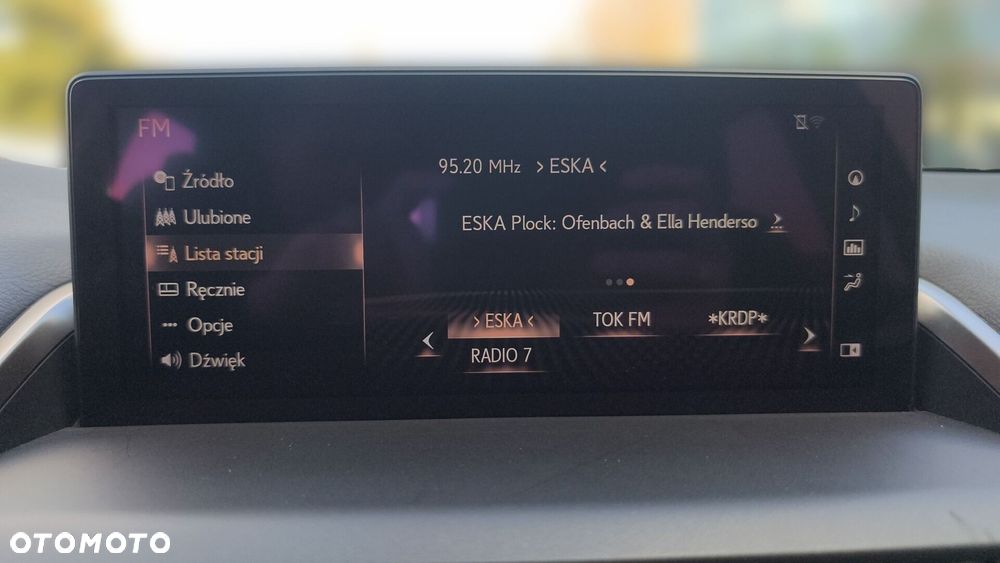 FM
Źródło
Ulubione
Lista stacji
Ręcznie
Opcje
Dźwięk
95.20 MHz >ESKA<
ESKA Plock: Ofenbach & Ella Henderso
>ESKA<
TOK FM
*KRDP*
RADIO 7
OTOMOTO